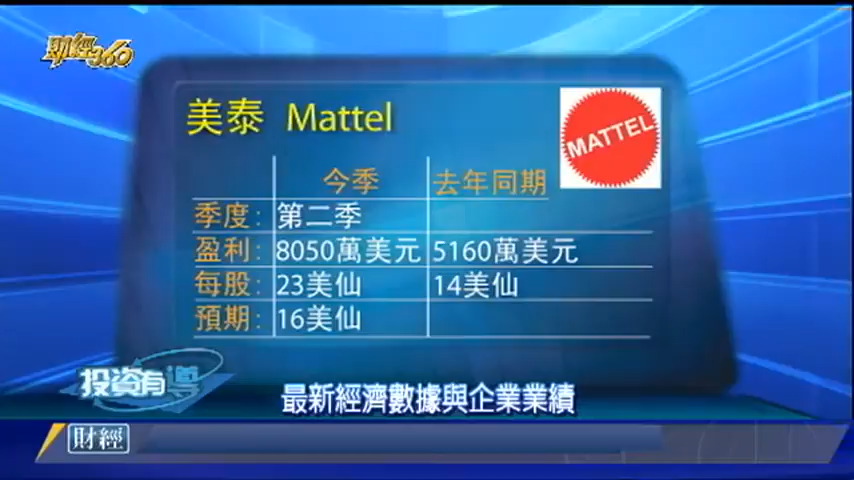 財經360
美泰 Mattel
MATTEL
今季 去年同期
季度: 第二季
盈利: 8050萬美元 5160萬美元
每股: 23美仙 14美仙
預期: 16美仙
投資有導
最新經濟數據與企業業績
財經